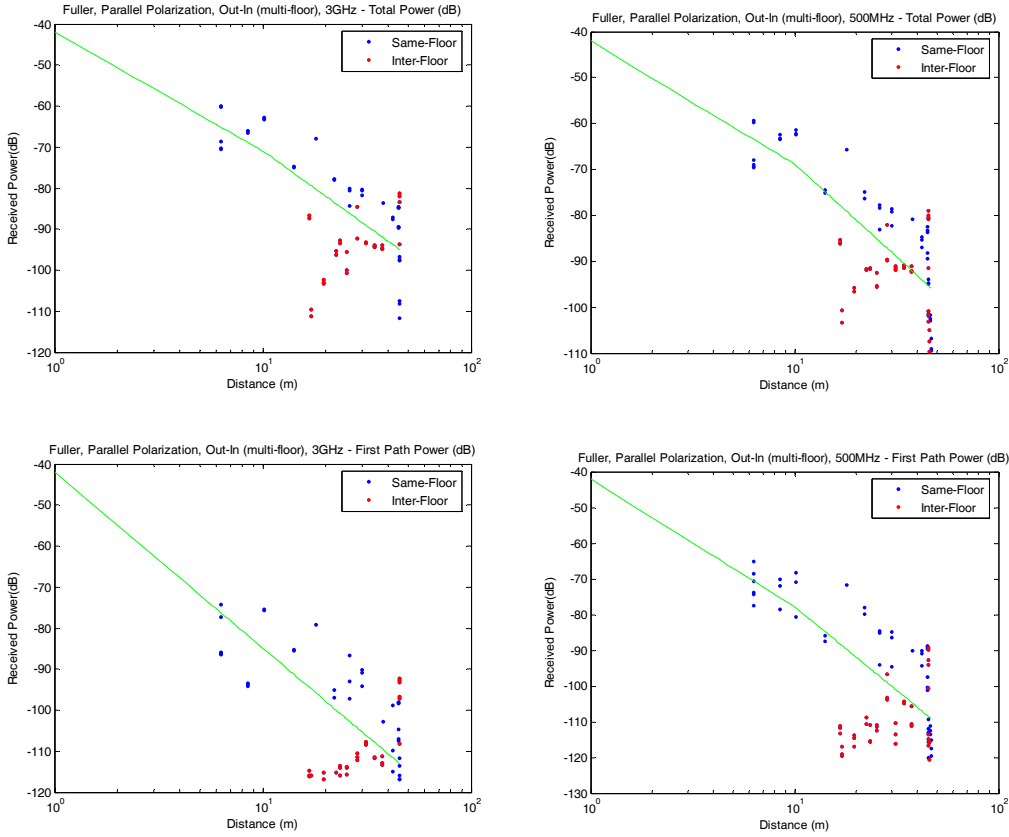 Fuller, Parallel Polarization, Out-In (multi-floor), 3GHz - Total Power (dB)
-40
-50
-60
-70
-80
-90
-100
-110
-120
Received Power(dB)
Same-Floor
Inter-Floor
10^0
10^1
10^2
Distance (m)
Fuller, Parallel Polarization, Out-In (multi-floor), 500MHz - Total Power (dB)
-40
-50
-60
-70
-80
-90
-100
-110
Received Power(dB)
Same-Floor
Inter-Floor
10^0
10^1
10^2
Distance (m)
Fuller, Parallel Polarization, Out-In (multi-floor), 3GHz - First Path Power (dB)
-40
-50
-60
-70
-80
-90
-100
-110
-120
Received Power(dB)
Same-Floor
Inter-Floor
10^0
10^1
10^2
Distance (m)
Fuller, Parallel Polarization, Out-In (multi-floor), 500MHz - First Path Power (dB)
-40
-50
-60
-70
-80
-90
-100
-110
-120
-130
Received Power(dB)
Same-Floor
Inter-Floor
10^0
10^1
10^2
Distance (m)